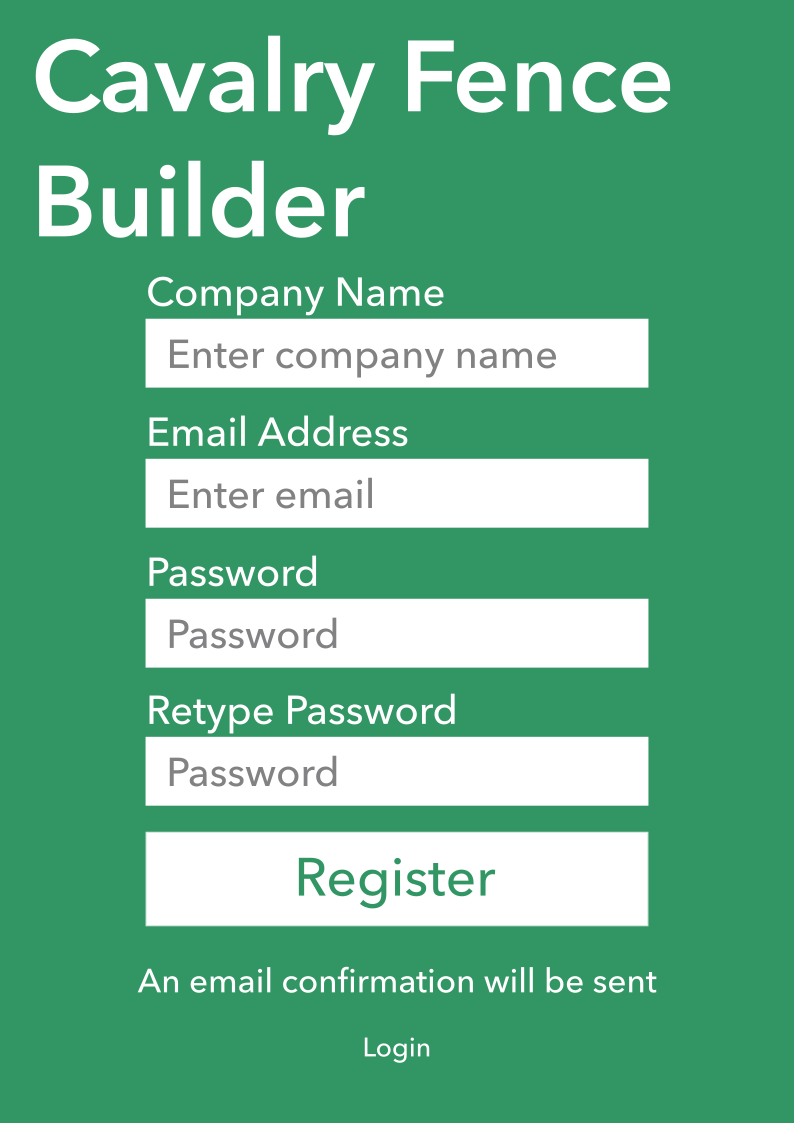 Cavalry Fence
Builder
Company Name
Enter company name
Email Address
Enter email
Password
Password
Retype Password
Password
Register
An email confirmation will be sent
Login